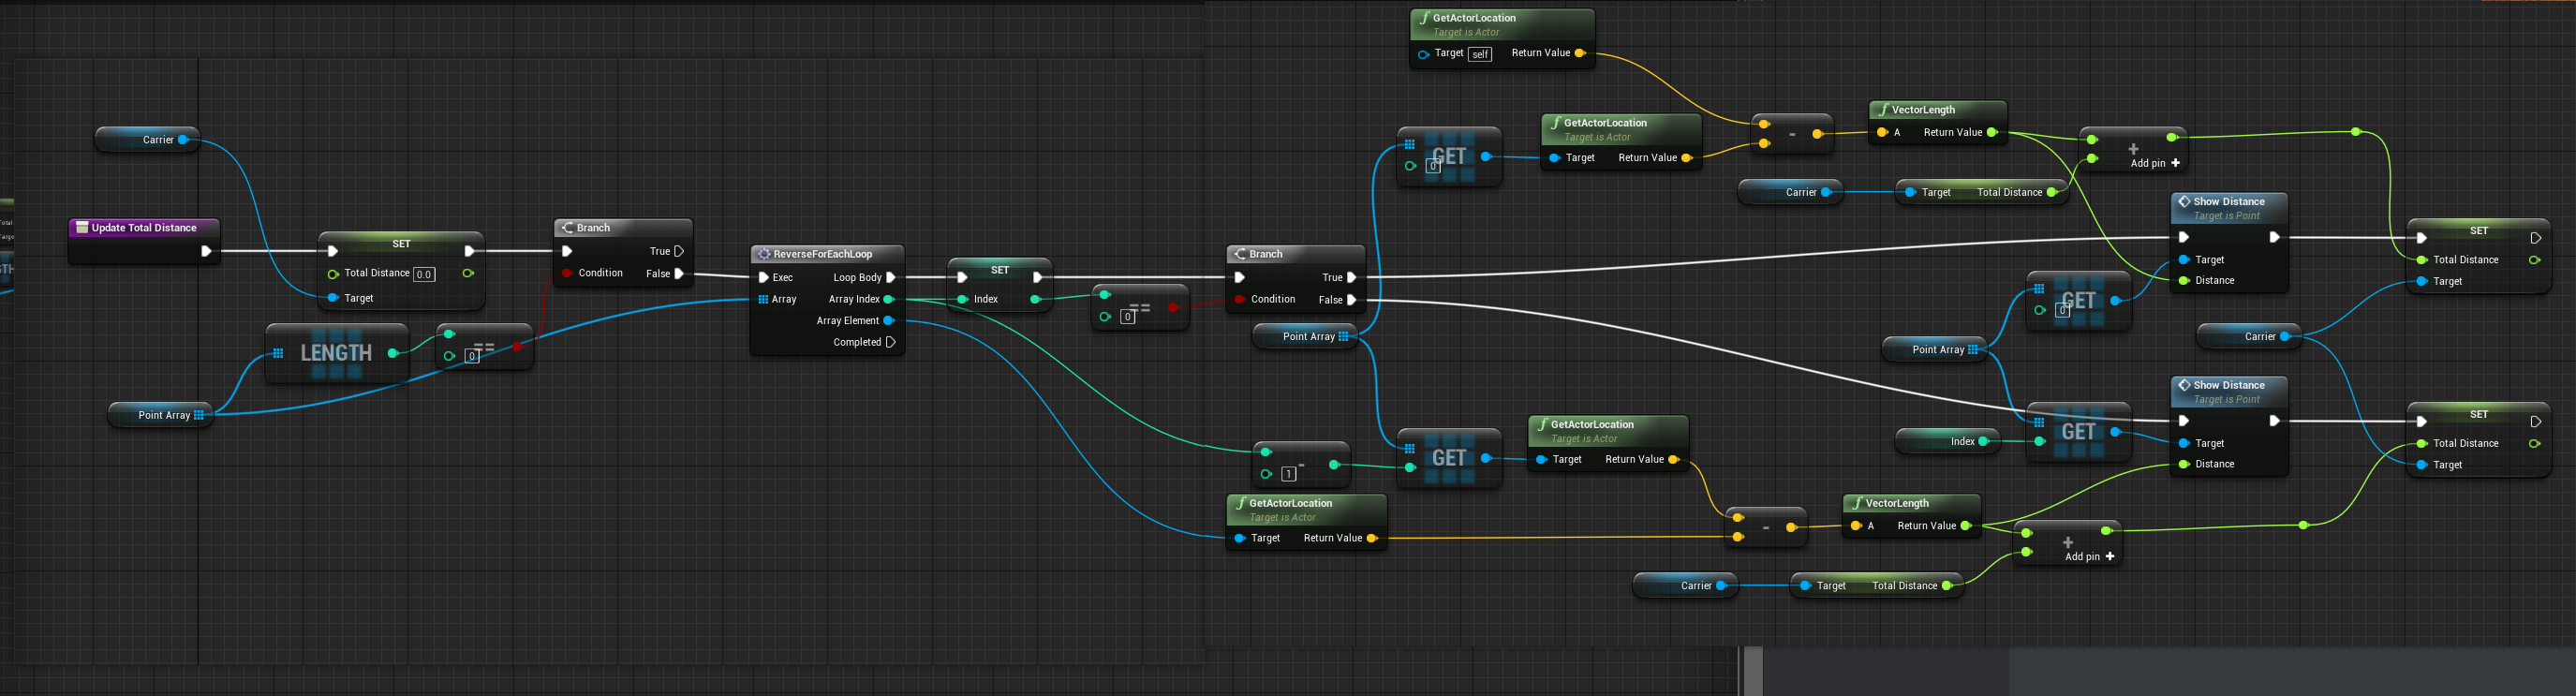 GetActorLocation
Target is Actor
Target self Return Value
Carrier
Update Total Distance
SET
Total Distance 0.0
Target
Branch
True
Condition False
LENGTH
0 ==
Point Array
ReverseForEachLoop
Exec Loop Body
Array Array Index
Array Element
Completed
SET
Index
0 ==
Branch
True
Condition False
Point Array
GET
0
GetActorLocation
Target is Actor
Target Return Value
-
VectorLength
A Return Value
+
Add pin +
Carrier
Target Total Distance
Show Distance
Target is Point
Target
Distance
SET
Total Distance
Target
GET
0
Point Array
Carrier
- 1
GET
GetActorLocation
Target is Actor
Target Return Value
GetActorLocation
Target is Actor
Target Return Value
-
VectorLength
A Return Value
+
Add pin +
Carrier
Target Total Distance
Index
GET
Show Distance
Target is Point
Target
Distance
SET
Total Distance
Target